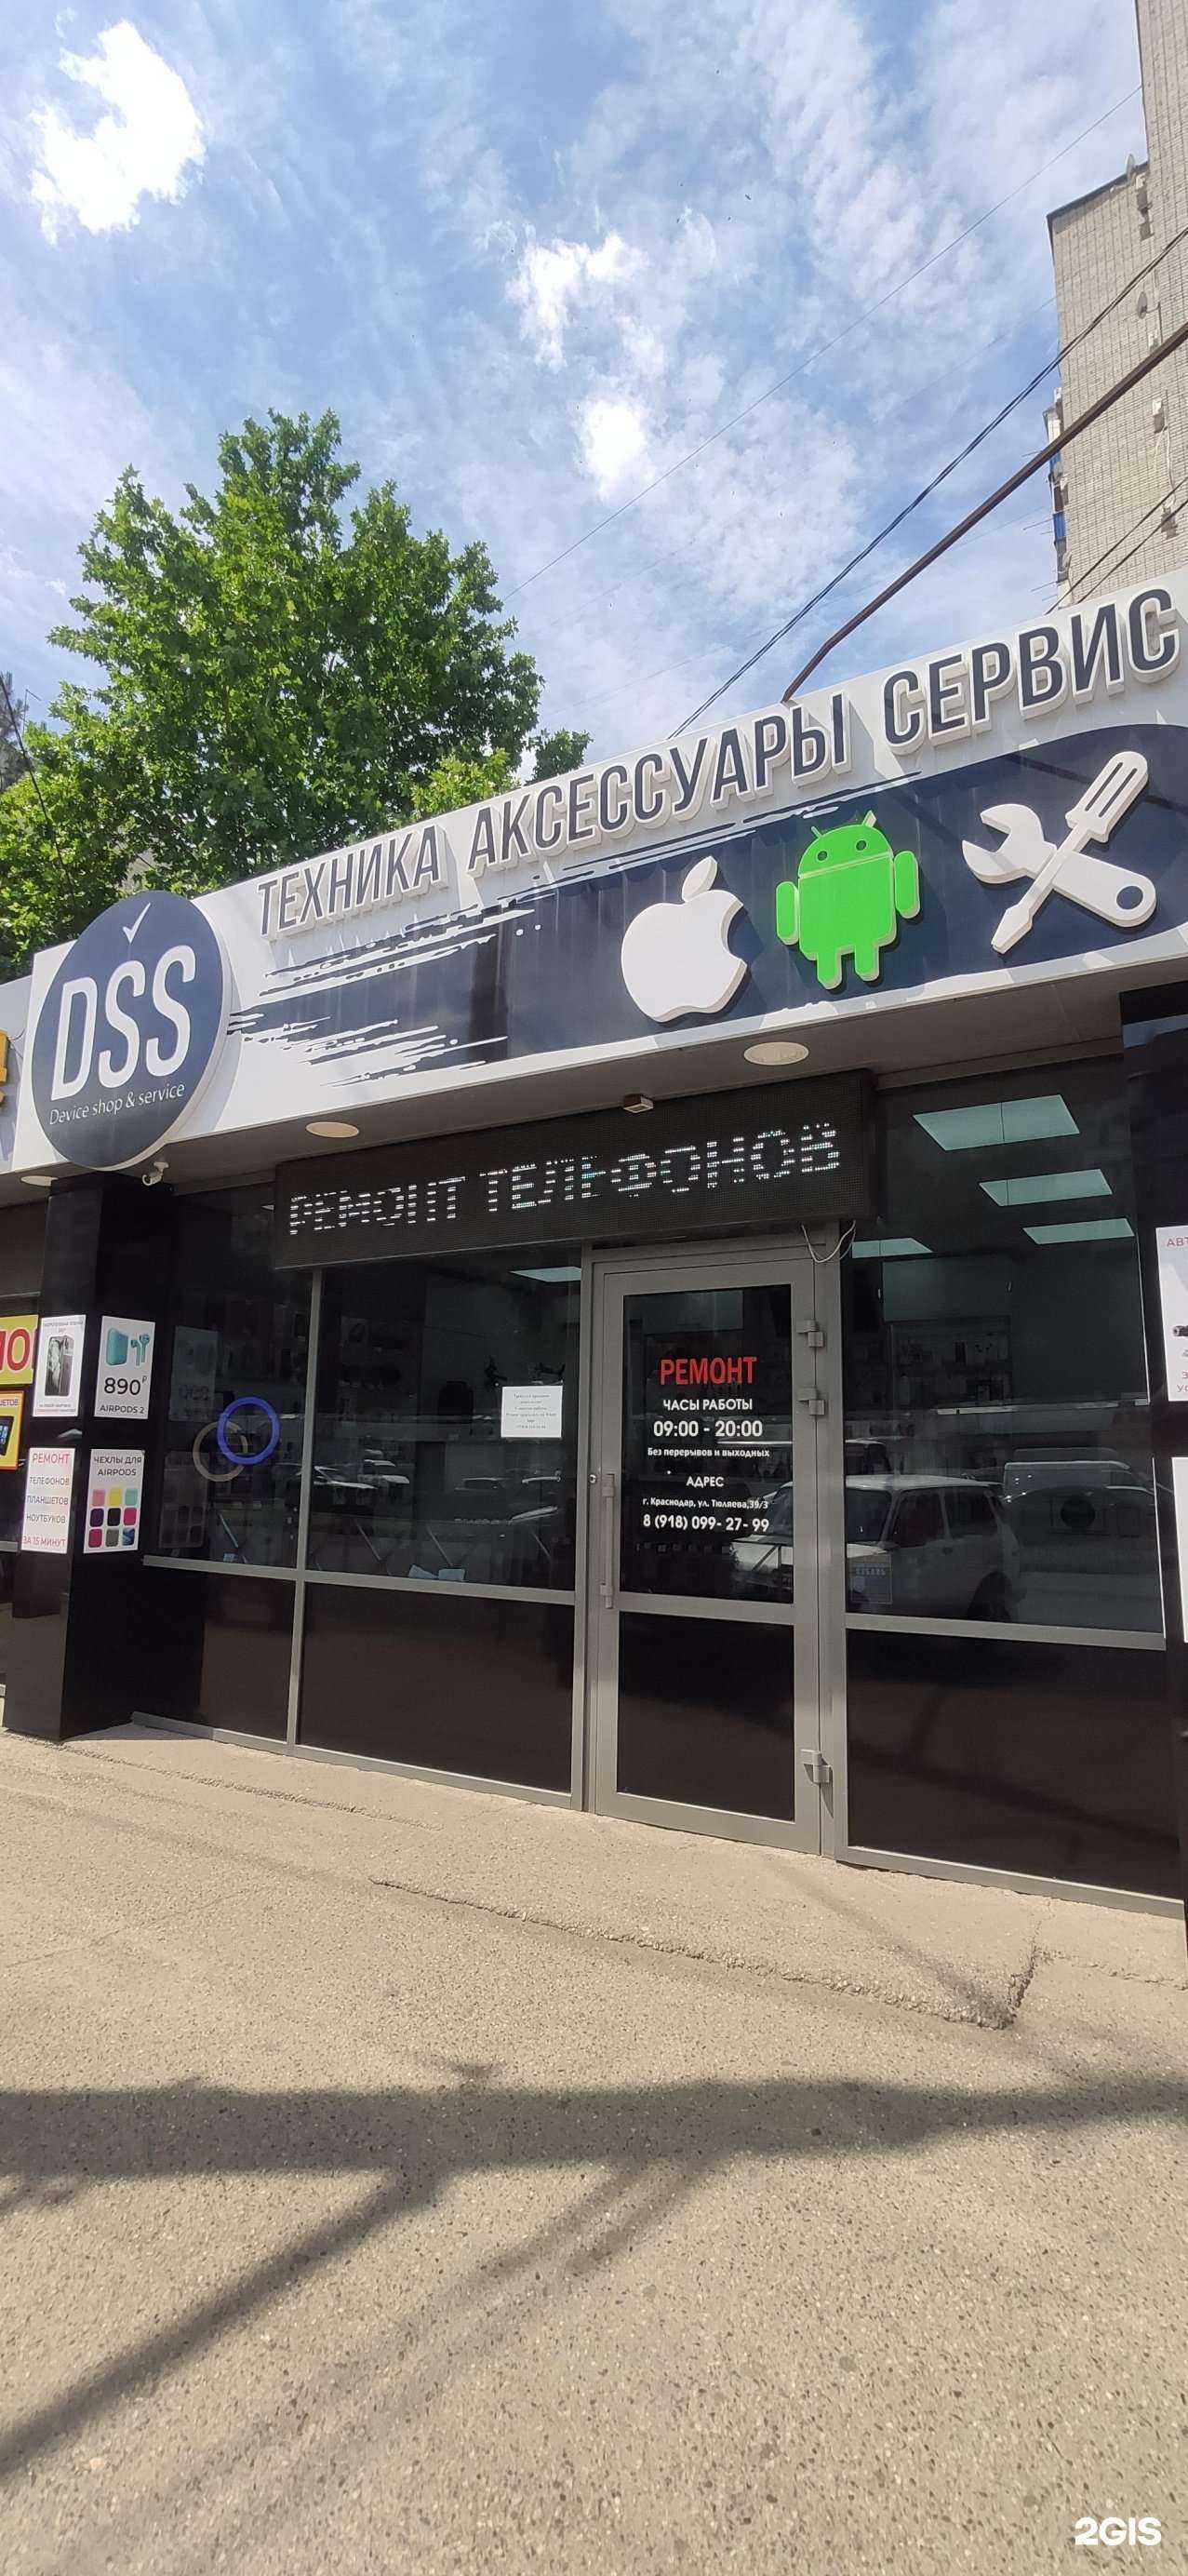 ТЕХНИКА АКСЕССУАРЫ СЕРВИС
DSS
Device shop & service
РЕМОНТ ТЕЛЕФОНОВ
890 ₽
AIRPODS 2
РЕМОНТ
ТЕЛЕФОНОВ
ПЛАНШЕТОВ
НОУТБУКОВ
ЗА 15 МИНУТ
ЧЕХЛЫ ДЛЯ
AIRPODS
РЕМОНТ
ЧАСЫ РАБОТЫ
09:00 - 20:00
Без перерывов и выходных
АДРЕС
г. Краснодар, ул. Тюляева,39/3
8 (918) 099- 27- 99
2GIS